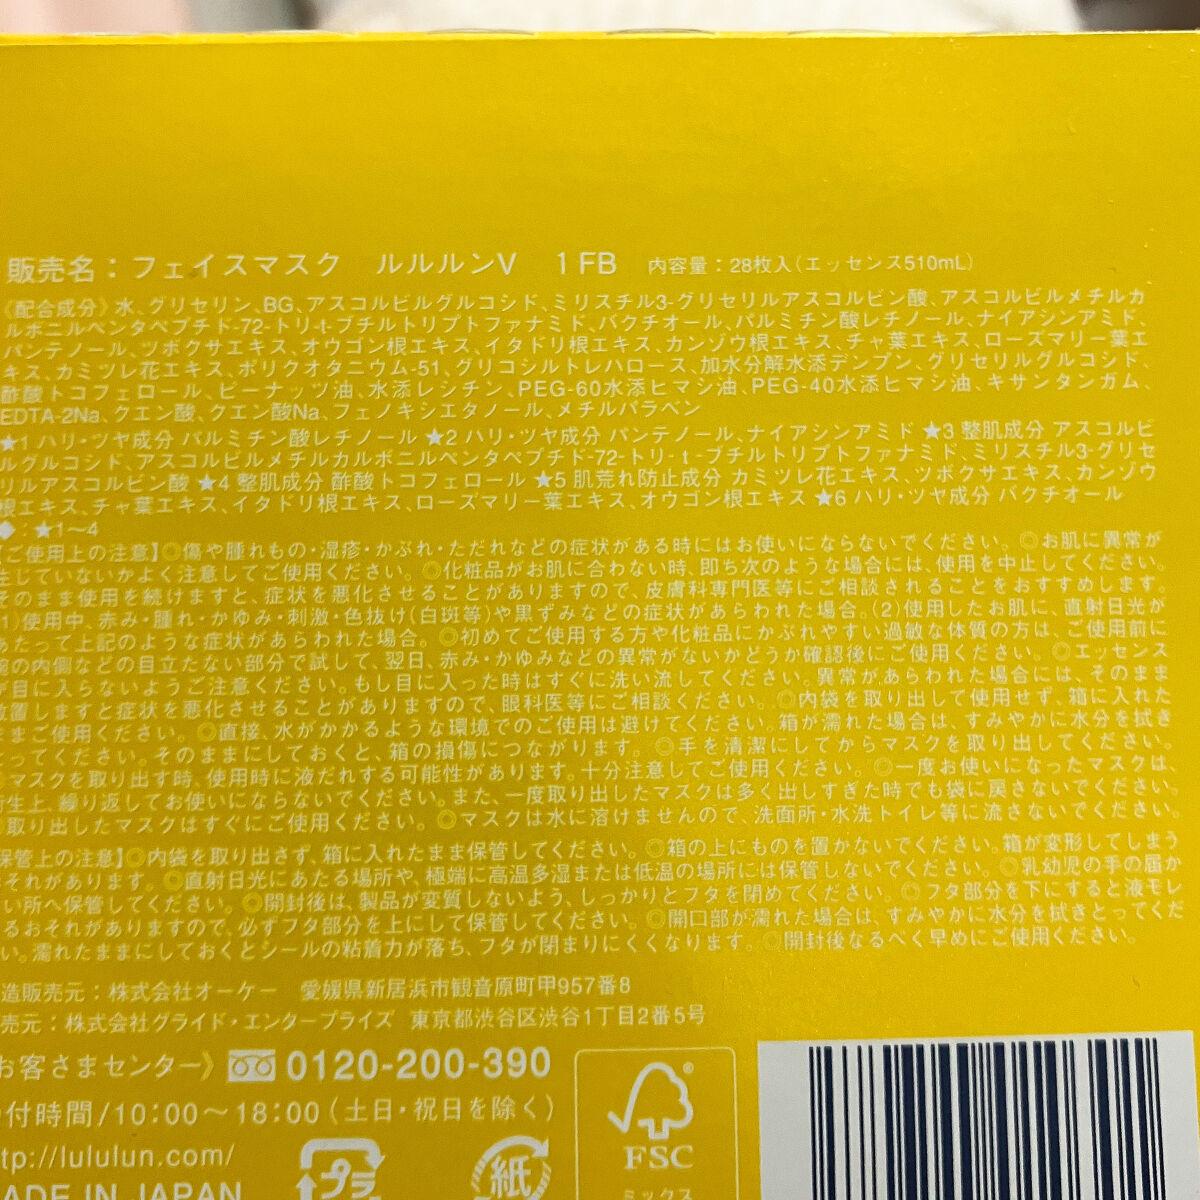 販売名：フェイスマスク ルルルンV 1FB 内容量：28枚入（エッセンス510mL）
《配合成分》水、グリセリン、BG、アスコルビルグルコシド、ミリスチル3-グリセリルアスコルビン酸、アスコルビルメチルカ
ルボニルペンタペプチド-72-トリ-t-ブチルトリプトファナミド、バクチオール、パルミチン酸レチノール、ナイアシンアミド、
パンテノール、ツボクサエキス、オウゴン根エキス、イタドリ根エキス、カンゾウ根エキス、チャ葉エキス、ローズマリー葉エ
キス、カミツレ花エキス、ポリクオタニウム-51、グリコシルトレハロース、加水分解水添デンプン、グリセリルグルコシド、
酢酸トコフェロール、ピーナッツ油、水添レシチン、PEG-60水添ヒマシ油、PEG-40水添ヒマシ油、キサンタンガム、
EDTA-2Na、クエン酸、クエン酸Na、フェノキシエタノール、メチルパラベン
★1 ハリ・ツヤ成分 パルミチン酸レチノール ★2 ハリ・ツヤ成分 パンテノール、ナイアシンアミド ★3 整肌成分 アスコルビ
ルグルコシド、アスコルビルメチルカルボニルペンタペプチド-72-トリ-t-ブチルトリプトファナミド、ミリスチル3-グリセ
リルアスコルビン酸 ★4 整肌成分 酢酸トコフェロール ★5 肌荒れ防止成分 カミツレ花エキス、ツボクサエキス、カンゾウ
根エキス、チャ葉エキス、イタドリ根エキス、ローズマリー葉エキス、オウゴン根エキス ★6 ハリ・ツヤ成分 バクチオール
◆：★1〜4
【ご使用上の注意】◎傷や腫れもの・湿疹・かぶれ・ただれなどの症状がある時にはお使いにならないでください。◎お肌に異常が
生じていないかよく注意してご使用ください。◎化粧品がお肌に合わない時、即ち次のような場合には、使用を中止してください。
そのまま使用を続けますと、症状を悪化させることがありますので、皮膚科専門医等にご相談されることをおすすめします。
(1)使用中、赤み・腫れ・かゆみ・刺激・色抜け(白斑等)や黒ずみなどの症状があらわれた場合。(2)使用したお肌に、直射日光が
あたって上記のような症状があらわれた場合。◎初めてご使用する方や化粧品にかぶれやすい過敏な体質の方は、ご使用前に
腕の内側などの目立たない部分で試して、翌日、赤み・かゆみなどの異常がないかどうか確認後にご使用ください。◎エッセンス
が目に入らないようご注意ください。もし目に入った時はすぐに洗い流してください。異常があらわれた場合には、そのまま
放置しますと症状を悪化させることがありますので、眼科医等にご相談ください。◎内袋を取り出して使用せず、箱に入れた
ままご使用ください。◎直接、水がかかるような環境でのご使用は避けてください。箱が濡れた場合は、すみやかに水分を拭き
とってください。そのままにしておくと、箱の損傷につながります。◎手を清潔にしてからマスクを取り出してください。
◎マスクを取り出す時、使用時に液だれする可能性があります。十分注意してご使用ください。◎一度お使いになったマスクは、
衛生上、繰り返してお使いにならないでください。また、一度取り出したマスクは多く出しすぎた時でも袋に戻さないでください。
◎取り出したマスクはすぐにご使用ください。◎マスクは水に溶けませんので、洗面所・水洗トイレ等に流さないでください。
保管上の注意】◎内袋を取り出さず、箱に入れたまま保管してください。◎箱の上にものを置かないでください。箱が変形してしまう
おそれがあります。◎直射日光にあたる場所や、極端に高温多湿または低温の場所には保管しないでください。◎乳幼児の手の届か
ない所へ保管してください。◎開封後は、製品が変質しないよう、しっかりとフタを閉めてください。◎フタ部分を下にすると液モレ
するおそれがありますので、必ずフタ部分を上にして保管してください。◎開口部が濡れた場合は、すみやかに水分を拭きとってくだ
さい。濡れたままにしておくとシールの粘着力が落ち、フタが閉まりにくくなります。◎開封後なるべく早めにご使用ください。
造販売元：株式会社オーケー 愛媛県新居浜市観音原町甲957番8
売元：株式会社グライド・エンタープライズ 東京都渋谷区渋谷1丁目2番5号
お客さまセンター》 0120-200-390
付時間/10:00〜18:00（土日・祝日を除く）
tp://lululun.com/
ADE IN JAPAN
プラ
紙
FSC
ミックス